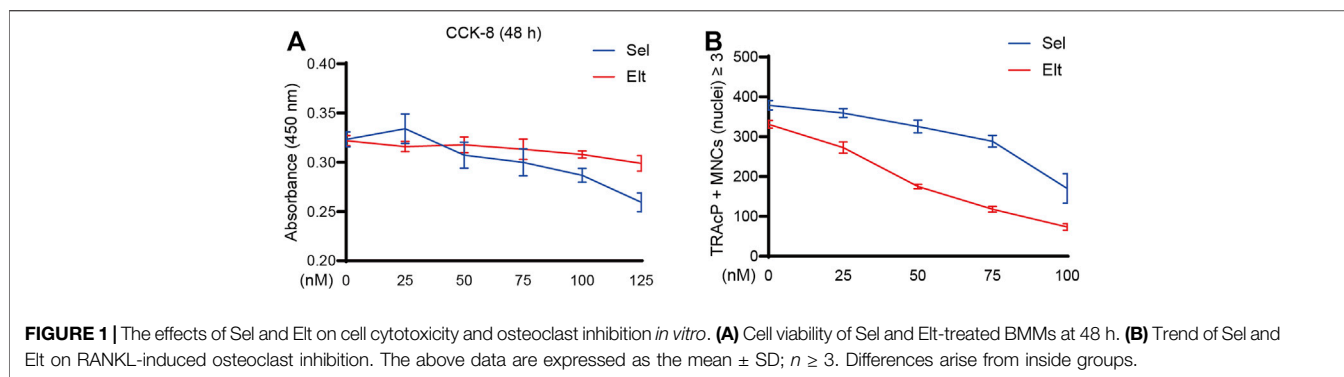 A
CCK-8 (48 h)
Sel
Elt
Absorbance (450 nm)
0.40
0.35
0.30
0.25
0.20
(nM) 0 25 50 75 100 125
B
Sel
Elt
TRAcP + MNCs (nuclei) ≥ 3
500
400
300
200
100
0
(nM) 0 25 50 75 100
FIGURE 1 | The effects of Sel and Elt on cell cytotoxicity and osteoclast inhibition in vitro. (A) Cell viability of Sel and Elt-treated BMMs at 48 h. (B) Trend of Sel and
Elt on RANKL-induced osteoclast inhibition. The above data are expressed as the mean ± SD; n ≥ 3. Differences arise from inside groups.